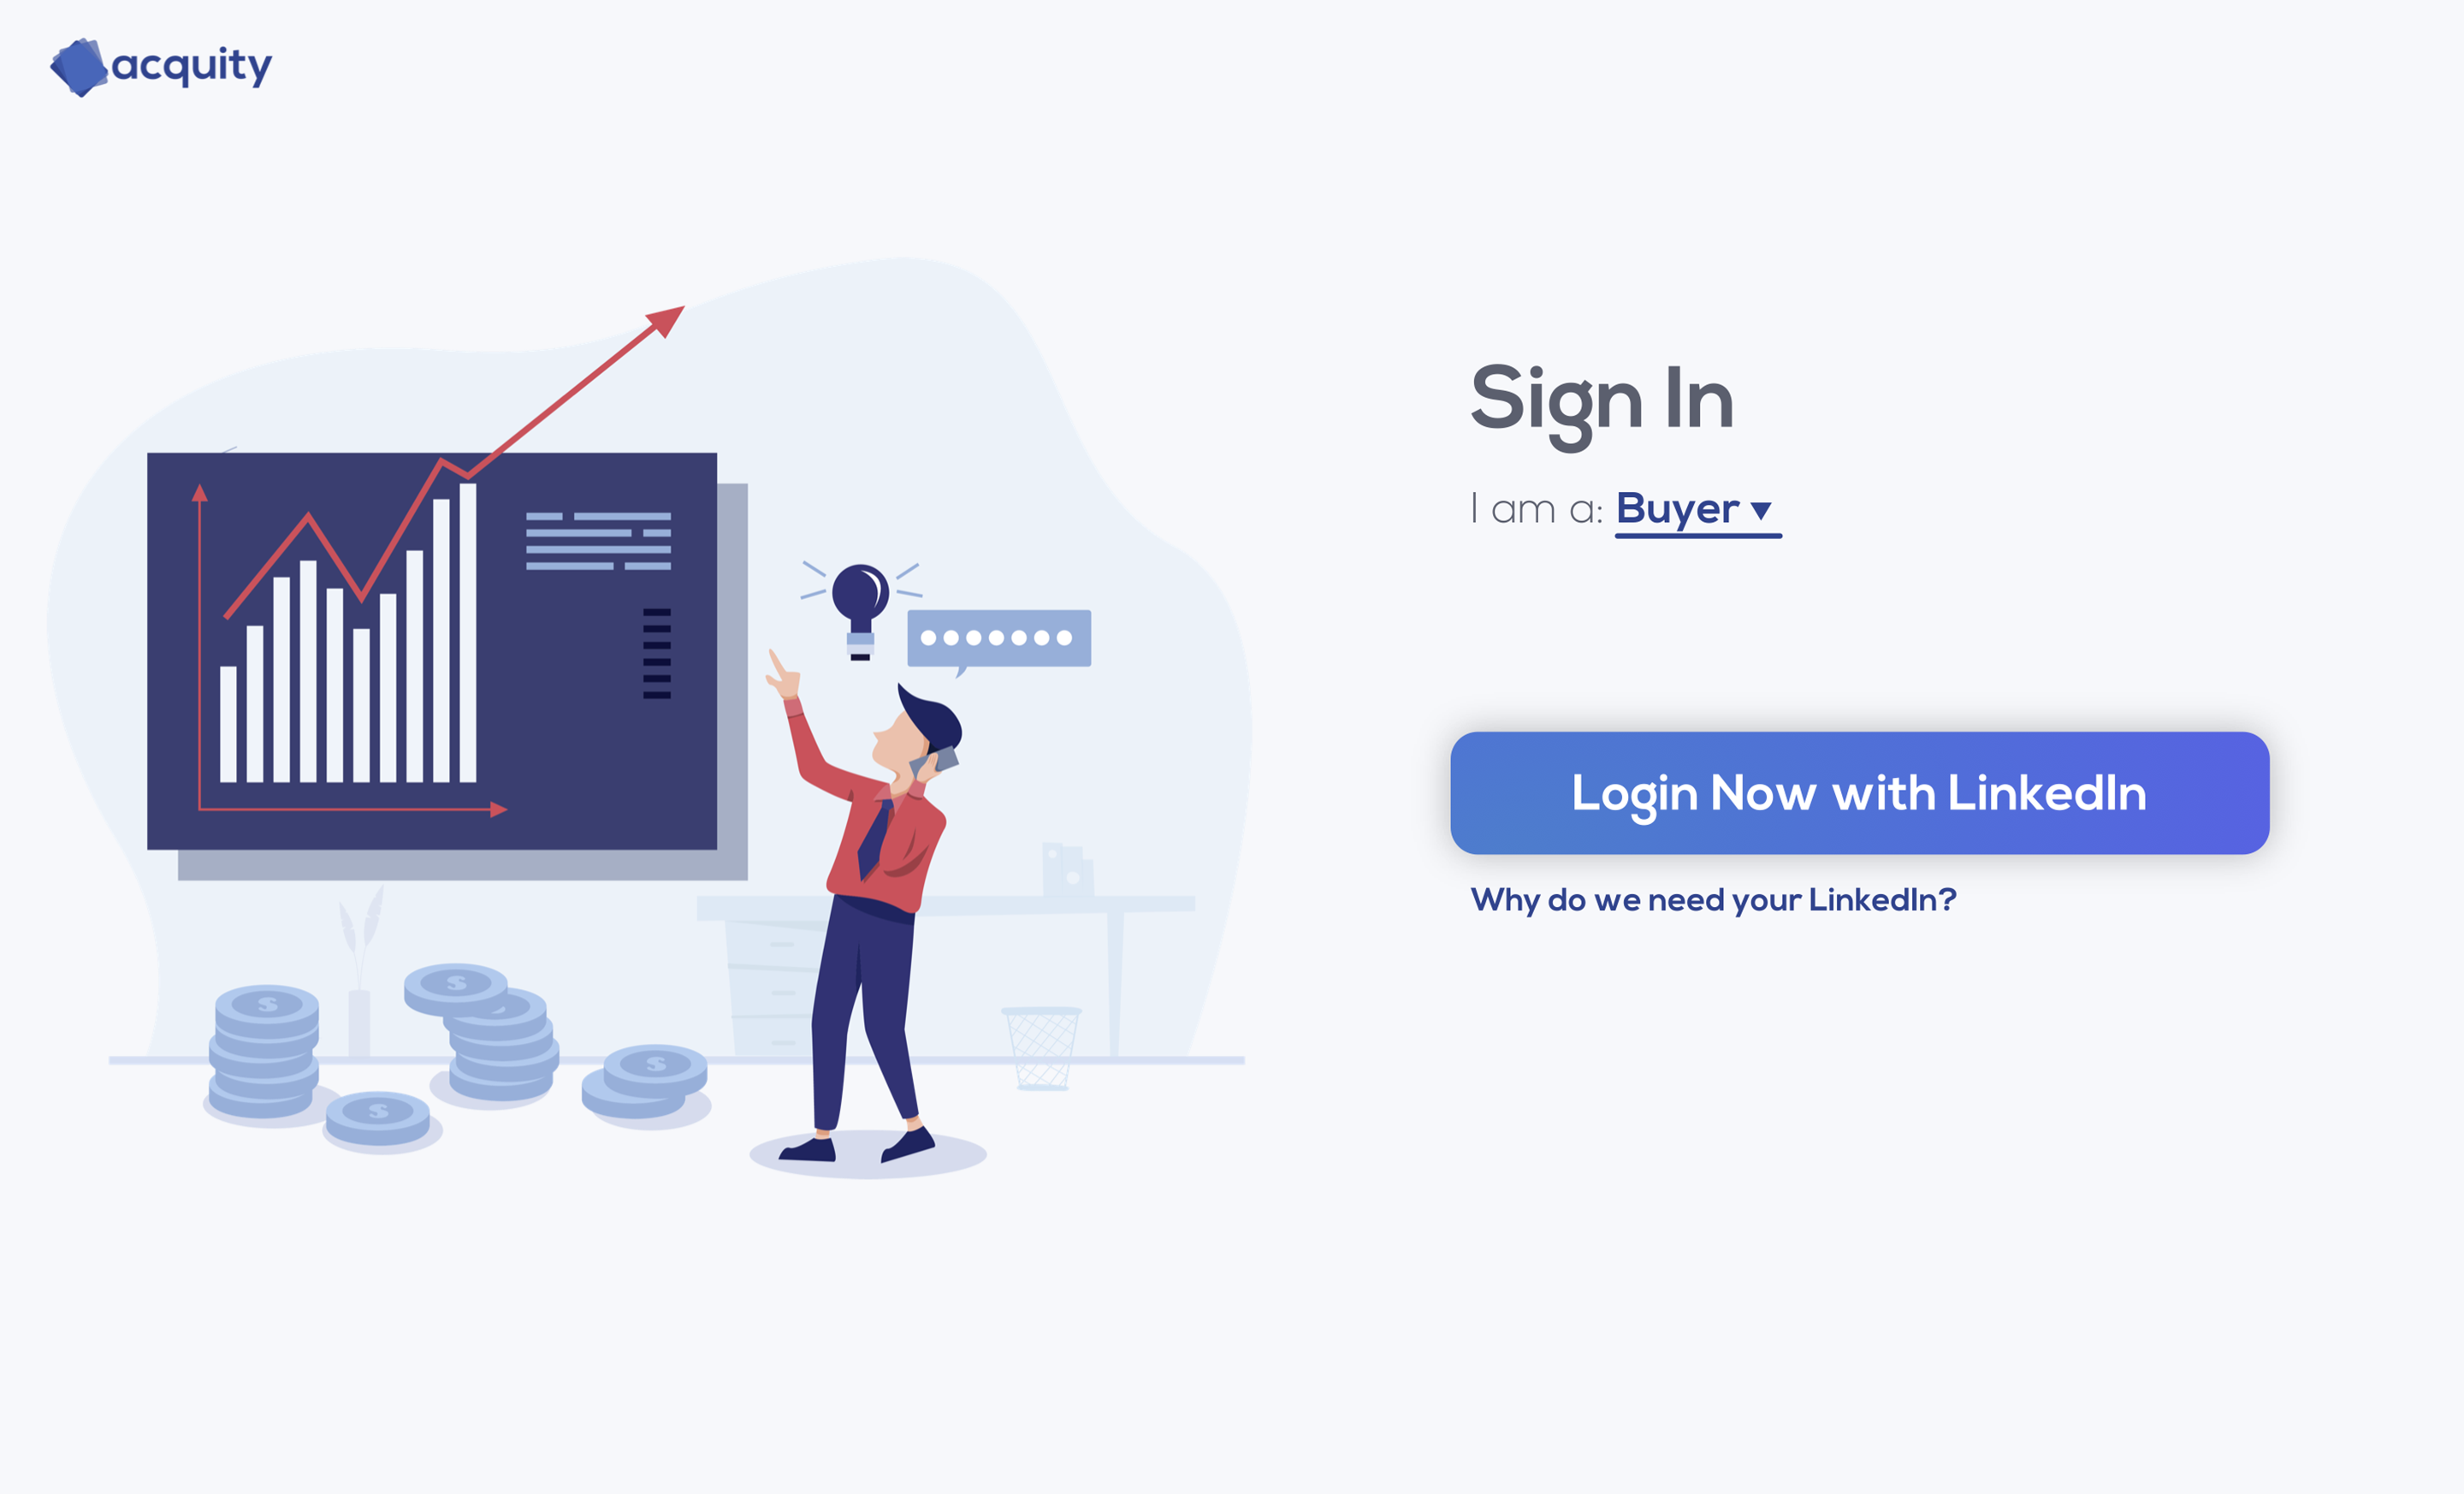 acquity
Sign In
I am a: Buyer
Login Now with LinkedIn
Why do we need your LinkedIn?
$
$
$
$